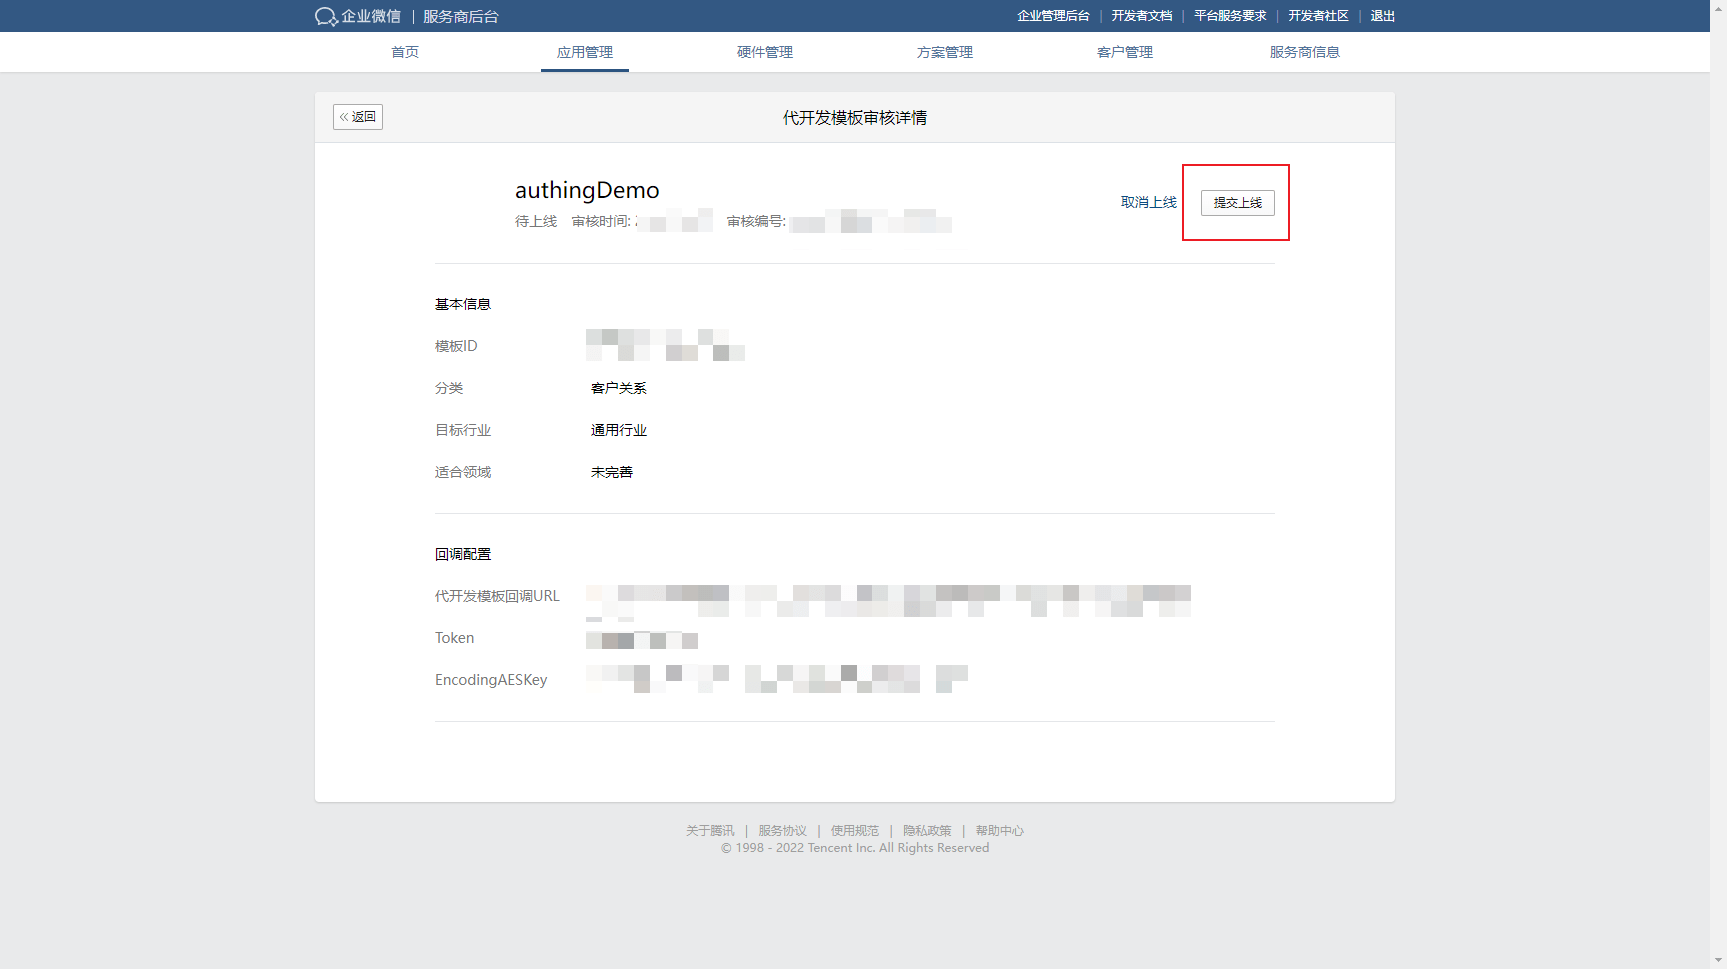 企业微信 | 服务商后台
企业管理后台 | 开发者文档 | 平台服务要求 | 开发者社区 | 退出
首页 应用管理 硬件管理 方案管理 客户管理 服务商信息
« 返回
代开发模板审核详情
authingDemo
取消上线 提交上线
待上线 审核时间: 审核编号:
基本信息
模板ID
分类 客户关系
目标行业 通用行业
适合领域 未完善
回调配置
代开发模板回调URL
Token
EncodingAESKey
关于腾讯 | 服务协议 | 使用规范 | 隐私政策 | 帮助中心
© 1998 - 2022 Tencent Inc. All Rights Reserved